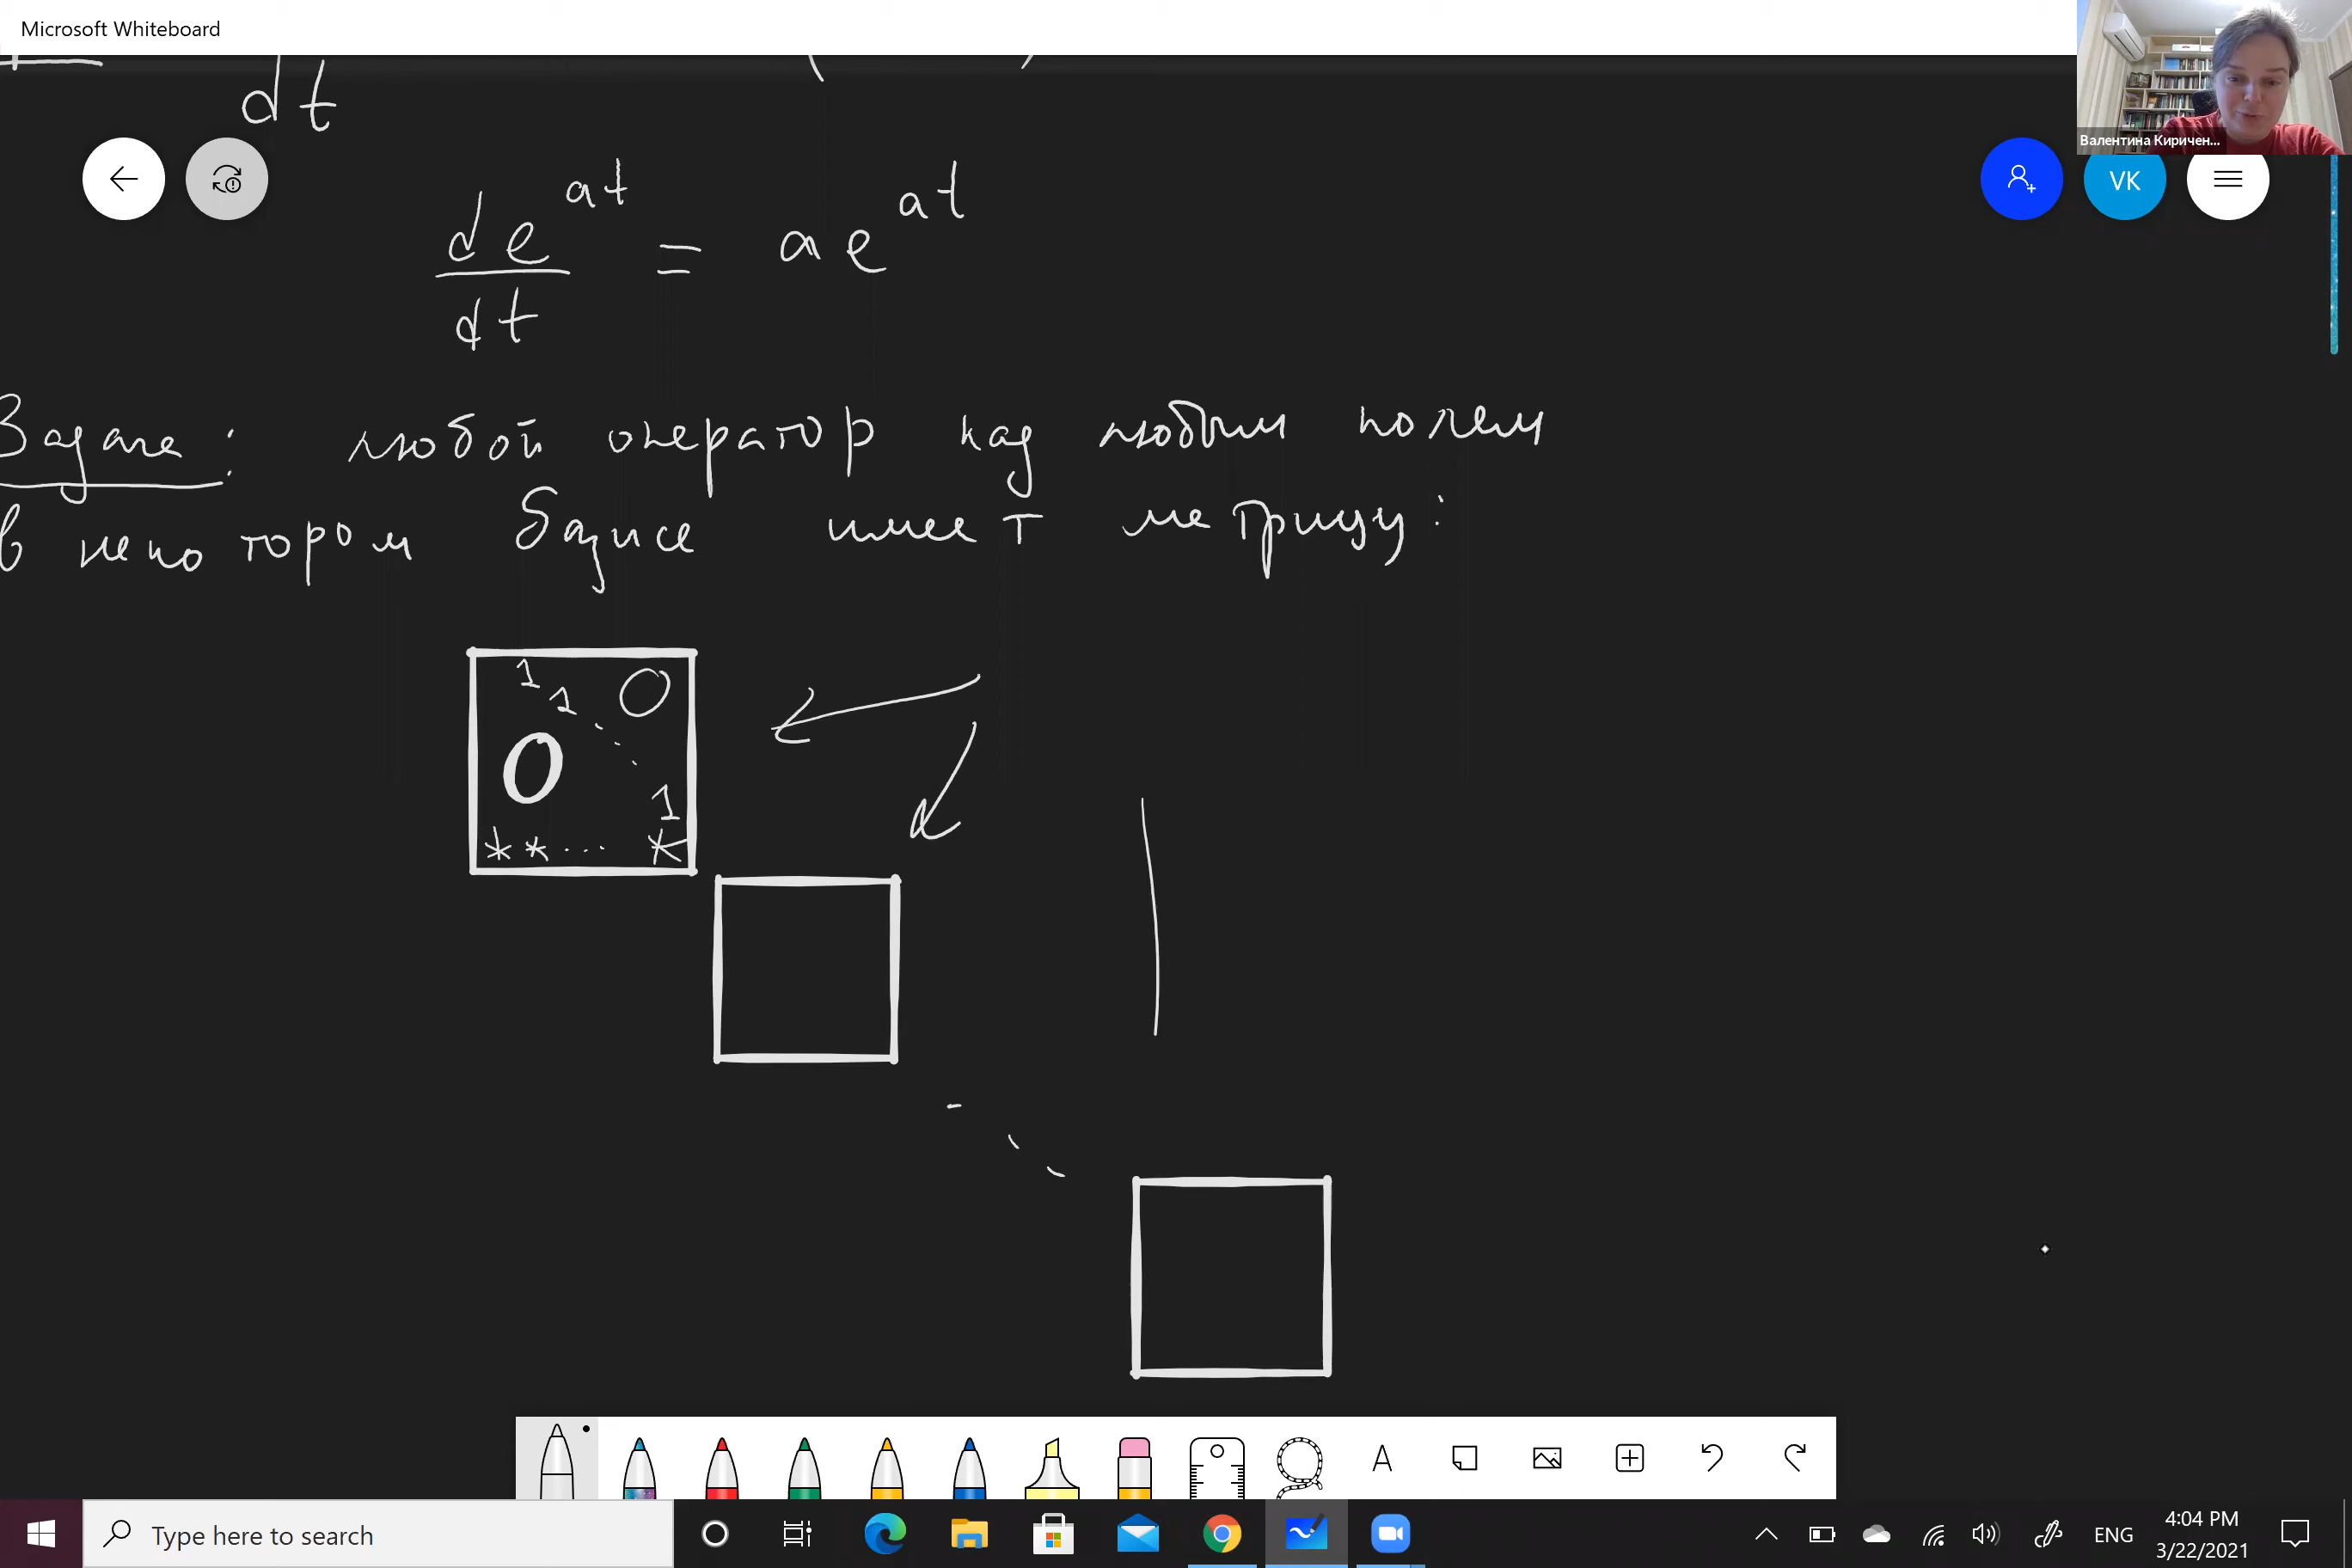 Microsoft Whiteboard
Валентина Киричен...
dt
VK
de^{at}/dt = ae^{at}
Задача: любой оператор над любым полем
в некотором базисе имеет матрицу:
1
1
0
0
1
* * ... *
A
Type here to search
ENG
4:04 PM
3/22/2021